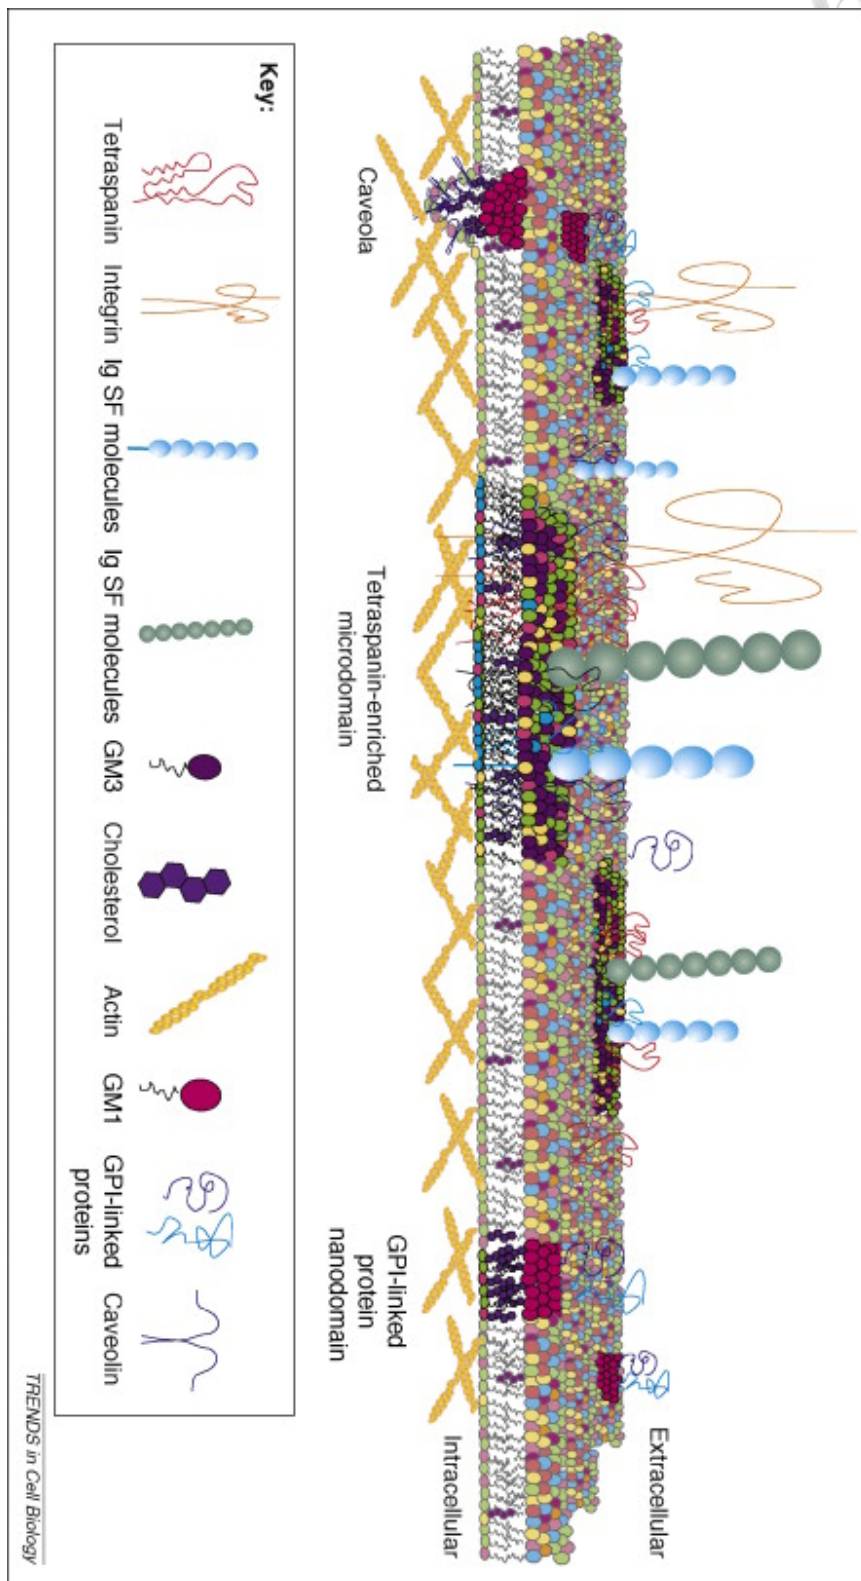 Extracellular
Intracellular
Caveola
Tetraspanin-enriched
microdomain
GPI-linked
protein
nanodomain
Key:
Tetraspanin
Integrin
Ig SF molecules
Ig SF molecules
GM3
Cholesterol
Actin
GM1
GPI-linked
proteins
Caveolin
TRENDS in Cell Biology